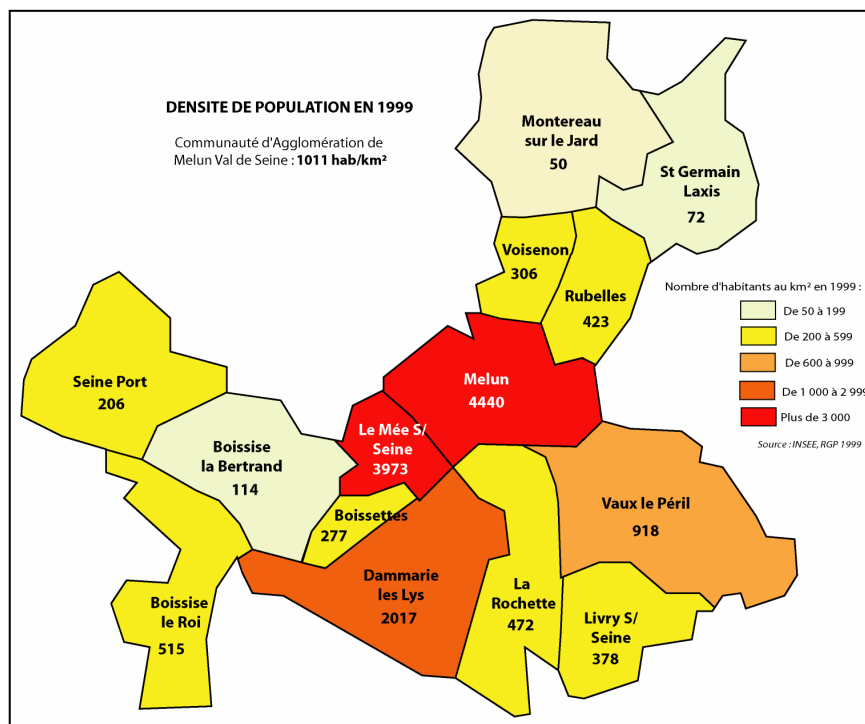 DENSITE DE POPULATION EN 1999
Communauté d'Agglomération de
Melun Val de Seine : 1011 hab/km²
Montereau
sur le Jard
50
St Germain
Laxis
72
Voisenon
306
Rubelles
423
Nombre d'habitants au km² en 1999 :
De 50 à 199
De 200 à 599
De 600 à 999
De 1 000 à 2 999
Plus de 3 000
Source : INSEE, RGP 1999
Seine Port
206
Melun
4440
Le Mée S/
Seine
3973
Boissise
la Bertrand
114
Boissettes
277
Vaux le Péril
918
Dammarie
les Lys
2017
La
Rochette
472
Boissise
le Roi
515
Livry S/
Seine
378